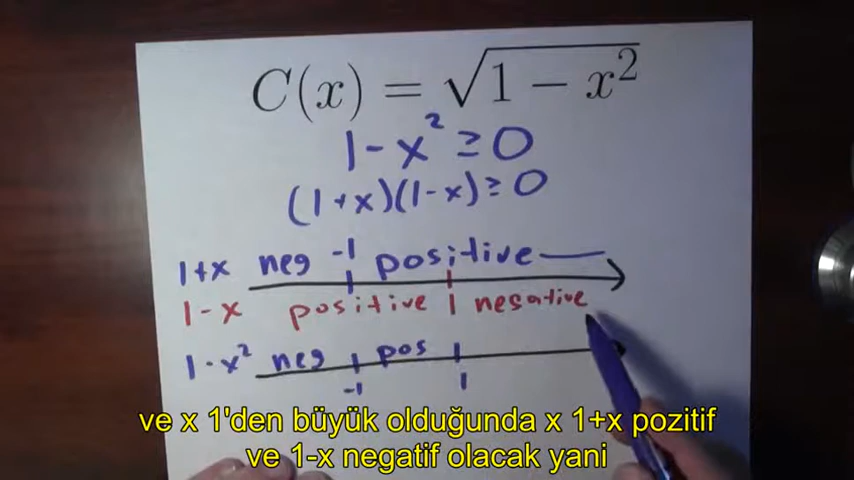 C(x) = √1 − x²
1 - x² ≥ 0
(1+x)(1-x) ≥ 0
1+x neg -1 positive
1-x positive 1 negative
1-x² neg pos
-1 1
ve x 1'den büyük olduğunda x 1+x pozitif
ve 1-x negatif olacak yani